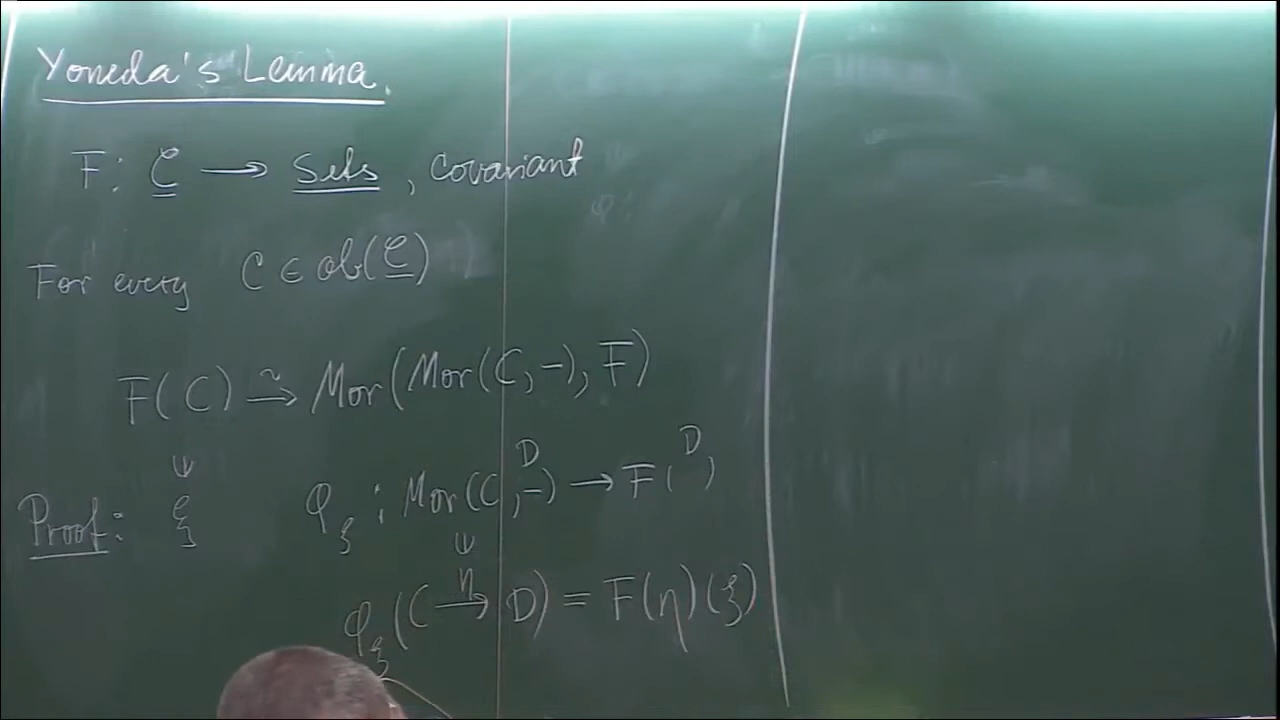 Yoneda's Lemma.
F: C → Sets, covariant
For every C ∈ ob(C)
F(C) ⥲ Mor(Mor(C,-), F)
Proof: ξ φ_ξ : Mor(C, -) → F( , D
φ_ξ(C →^η D) = F(η)(ξ)